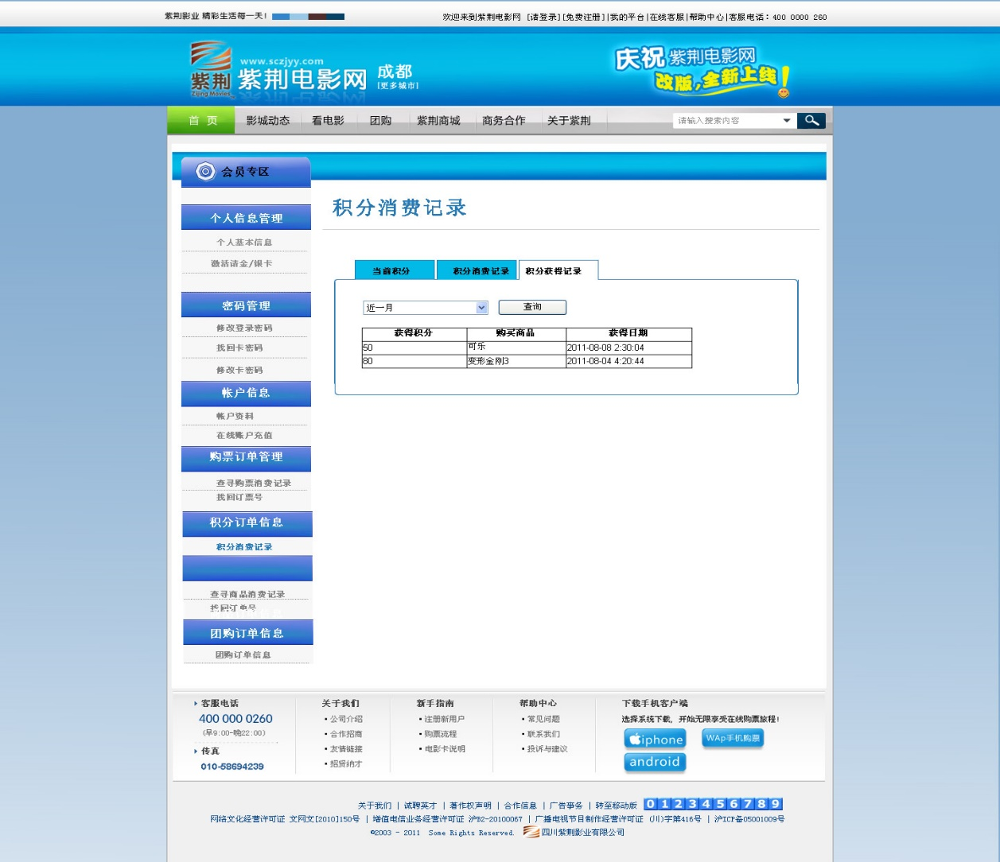 紫荆影业 精彩生活每一天!
欢迎来到紫荆电影网 [请登录][免费注册]|我的平台|在线客服|帮助中心|客服电话: 400 0000 260
www.sczjyy.com
紫荆 紫荆电影网 成都
Zijing Movies [更多城市]
庆祝紫荆电影网
改版,全新上线!
首 页 影城动态 看电影 团购 紫荆商城 商务合作 关于紫荆 请输入搜索内容
会员专区
积分消费记录
个人信息管理
个人基本信息
激活请金/银卡
当前积分 积分消费记录 积分获得记录
近一月 查询
获得积分 购买商品 获得日期
50 可乐 2011-08-08 2:30:04
80 变形金刚3 2011-08-04 4:20:44
密码管理
修改登录密码
找回卡密码
修改卡密码
帐户信息
帐户资料
在线账户充值
购票订单管理
查寻购票消费记录
找回订票号
积分订单信息
积分消费记录
查寻商品消费记录
找回订单号
团购订单信息
团购订单信息
客服电话
400 000 0260
(早9:00-晚22:00)
传真
010-58694239
关于我们
公司介绍
合作招商
友情链接
招贤纳才
新手指南
注册新用户
购票流程
电影卡说明
帮助中心
常见问题
联系我们
投诉与建议
下载手机客户端
选择系统下载，开始无限享受在线购票旅程!
iphone WAp手机购票
android
关于我们 | 诚聘英才 | 著作权声明 | 合作信息 | 广告事务 | 转至移动版 0 1 2 3 4 5 6 7 8 9
网络文化经营许可证 文网文[2010]150号 | 增值电信业务经营许可证 沪B2-20100067 | 广播电视节目制作经营许可证 (川)字第416号 | 沪ICP备05001009号
©2003 - 2011 Some Rights Reserved. 四川紫荆影业有限公司